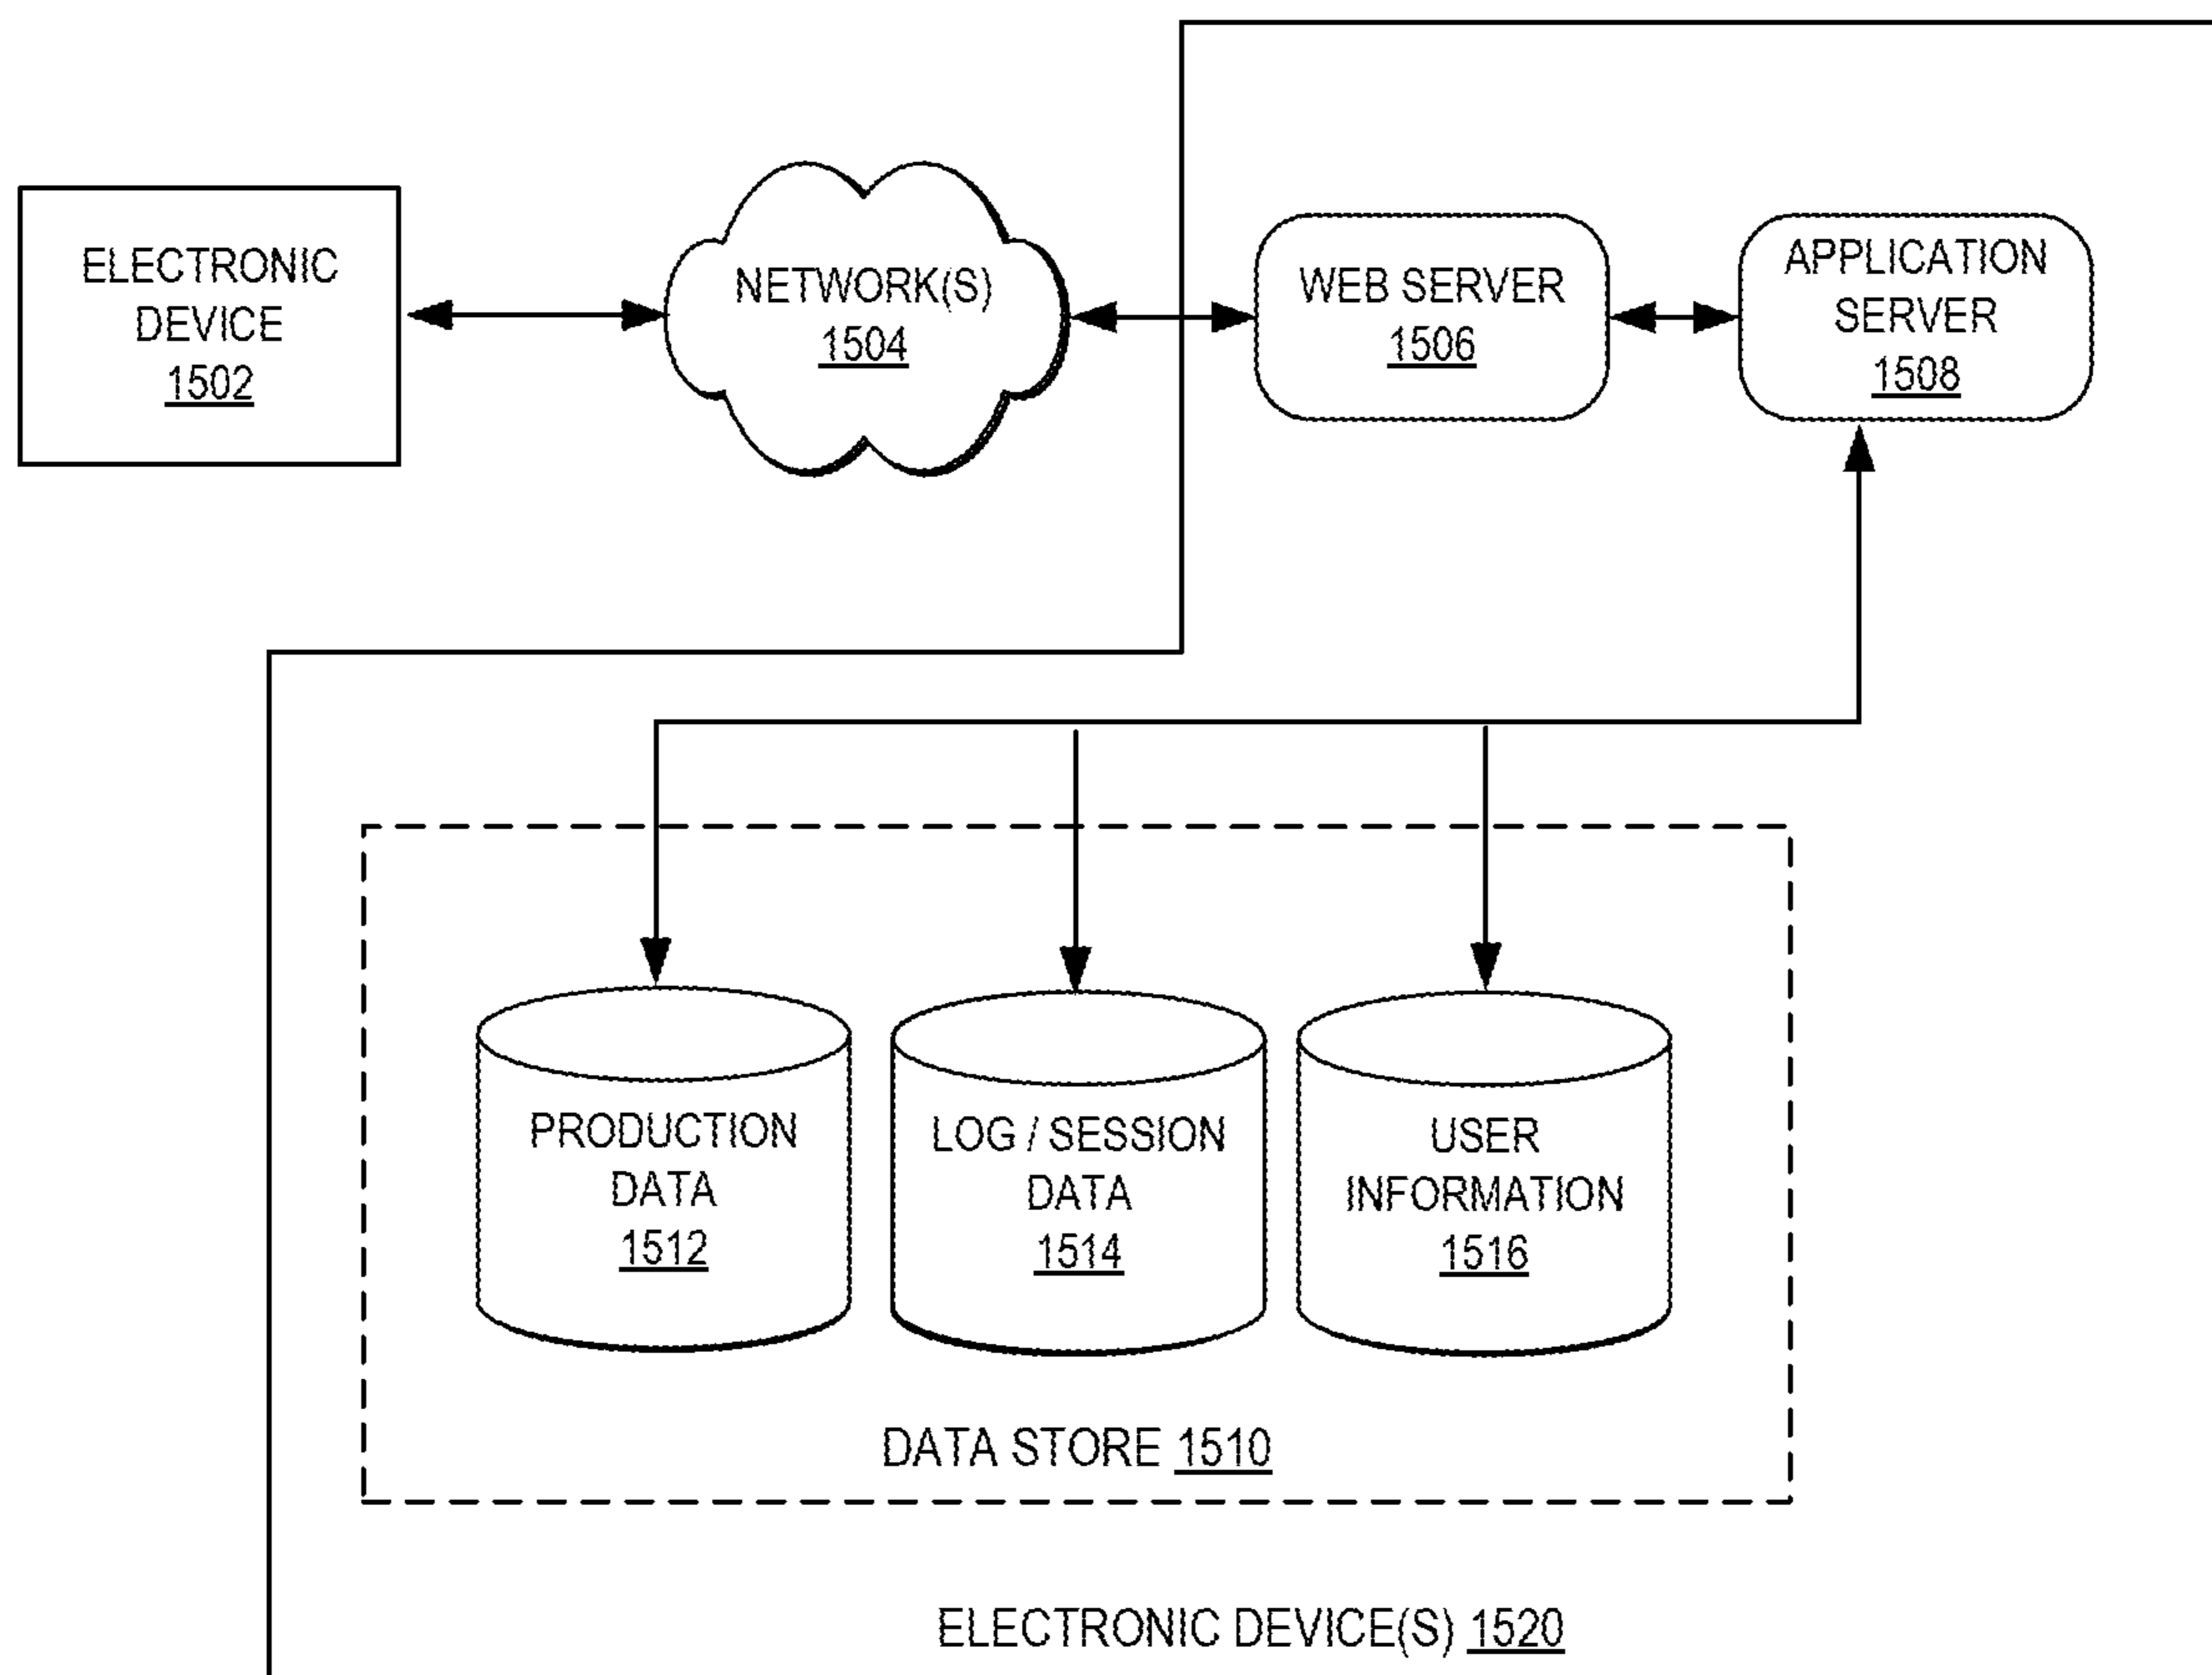 ELECTRONIC
DEVICE
1502
NETWORK(S)
1504
WEB SERVER
1506
APPLICATION
SERVER
1508
PRODUCTION
DATA
1512
LOG / SESSION
DATA
1514
USER
INFORMATION
1516
DATA STORE 1510
ELECTRONIC DEVICE(S) 1520